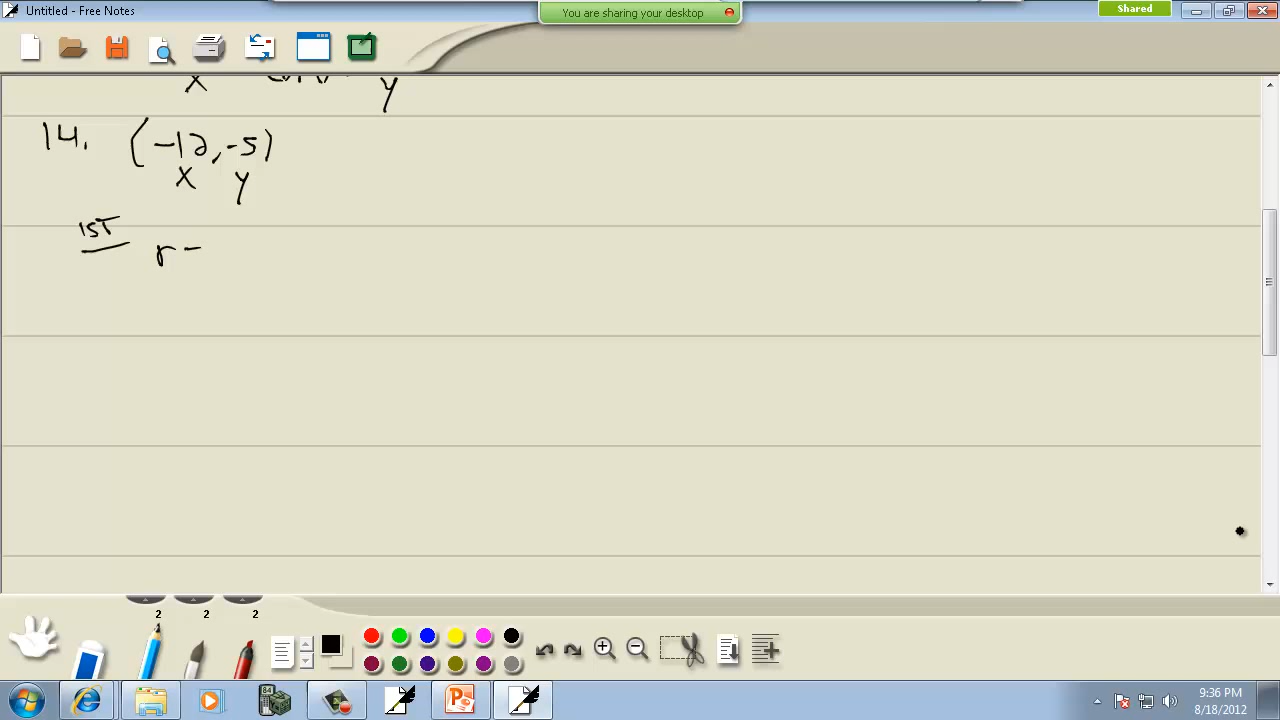 Untitled - Free Notes
You are sharing your desktop
Shared
x y
14. (-12, -5)
x y
1ST r =
2 2 2
84
9:36 PM
8/18/2012